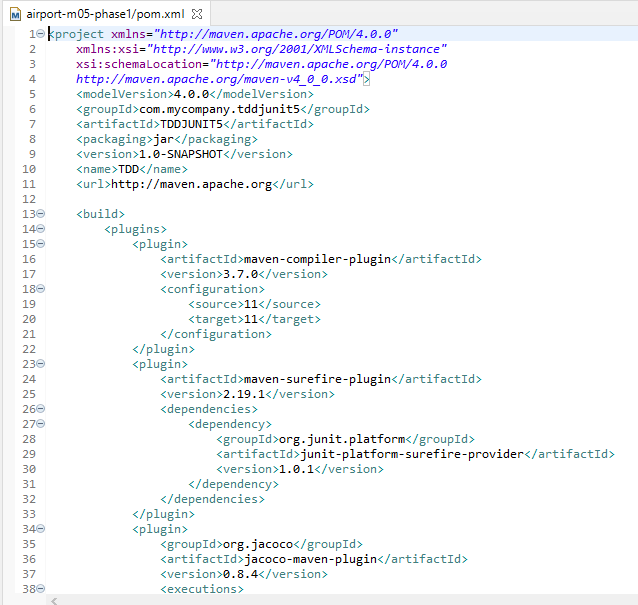 airport-m05-phase1/pom.xml
1 <project xmlns="http://maven.apache.org/POM/4.0.0"
2 xmlns:xsi="http://www.w3.org/2001/XMLSchema-instance"
3 xsi:schemaLocation="http://maven.apache.org/POM/4.0.0
4 http://maven.apache.org/maven-v4_0_0.xsd">
5 <modelVersion>4.0.0</modelVersion>
6 <groupId>com.mycompany.tddjunit5</groupId>
7 <artifactId>TDDJUNIT5</artifactId>
8 <packaging>jar</packaging>
9 <version>1.0-SNAPSHOT</version>
10 <name>TDD</name>
11 <url>http://maven.apache.org</url>
12
13 <build>
14 <plugins>
15 <plugin>
16 <artifactId>maven-compiler-plugin</artifactId>
17 <version>3.7.0</version>
18 <configuration>
19 <source>11</source>
20 <target>11</target>
21 </configuration>
22 </plugin>
23 <plugin>
24 <artifactId>maven-surefire-plugin</artifactId>
25 <version>2.19.1</version>
26 <dependencies>
27 <dependency>
28 <groupId>org.junit.platform</groupId>
29 <artifactId>junit-platform-surefire-provider</artifactId>
30 <version>1.0.1</version>
31 </dependency>
32 </dependencies>
33 </plugin>
34 <plugin>
35 <groupId>org.jacoco</groupId>
36 <artifactId>jacoco-maven-plugin</artifactId>
37 <version>0.8.4</version>
38 <executions>